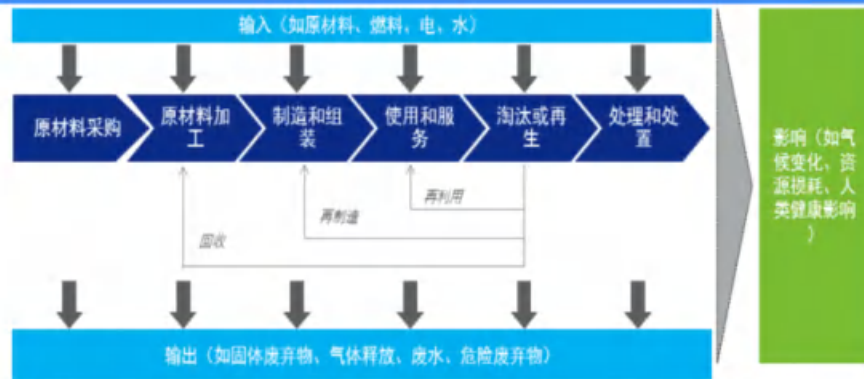 输入（如原材料、燃料，电，水）
原材料采购
原材料加
工
制造和组
装
使用和服
务
淘汰或再
生
处理和处
置
影响（如气
候变化、资
源损耗、人
类健康影响
）
再利用
再制造
回收
输出（如固体废弃物、气体释放、废水、危险废弃物）